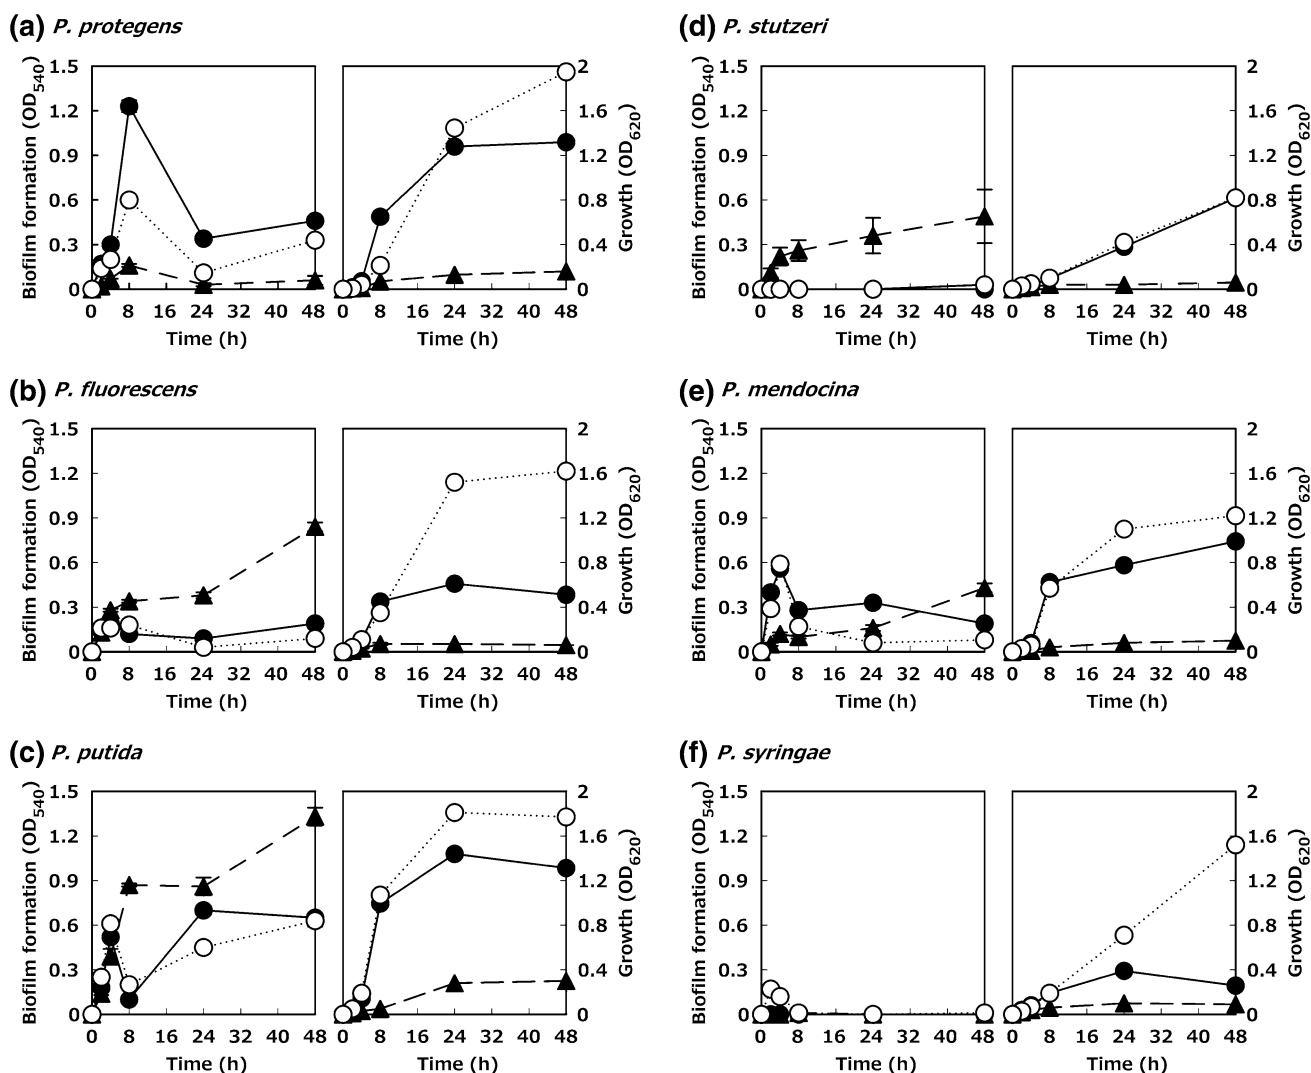 (a) P. protegens
Biofilm formation (OD540)
1.5
1.2
0.9
0.6
0.3
0
0 8 16 24 32 40 48
Time (h)
2
1.6
1.2
0.8
0.4
0
0 8 16 24 32 40 48
Time (h)
Growth (OD620)
(d) P. stutzeri
Biofilm formation (OD540)
1.5
1.2
0.9
0.6
0.3
0
0 8 16 24 32 40 48
Time (h)
2
1.6
1.2
0.8
0.4
0
0 8 16 24 32 40 48
Time (h)
Growth (OD620)
(b) P. fluorescens
Biofilm formation (OD540)
1.5
1.2
0.9
0.6
0.3
0
0 8 16 24 32 40 48
Time (h)
2
1.6
1.2
0.8
0.4
0
0 8 16 24 32 40 48
Time (h)
Growth (OD620)
(e) P. mendocina
Biofilm formation (OD540)
1.5
1.2
0.9
0.6
0.3
0
0 8 16 24 32 40 48
Time (h)
2
1.6
1.2
0.8
0.4
0
0 8 16 24 32 40 48
Time (h)
Growth (OD620)
(c) P. putida
Biofilm formation (OD540)
1.5
1.2
0.9
0.6
0.3
0
0 8 16 24 32 40 48
Time (h)
2
1.6
1.2
0.8
0.4
0
0 8 16 24 32 40 48
Time (h)
Growth (OD620)
(f) P. syringae
Biofilm formation (OD540)
1.5
1.2
0.9
0.6
0.3
0
0 8 16 24 32 40 48
Time (h)
2
1.6
1.2
0.8
0.4
0
0 8 16 24 32 40 48
Time (h)
Growth (OD620)